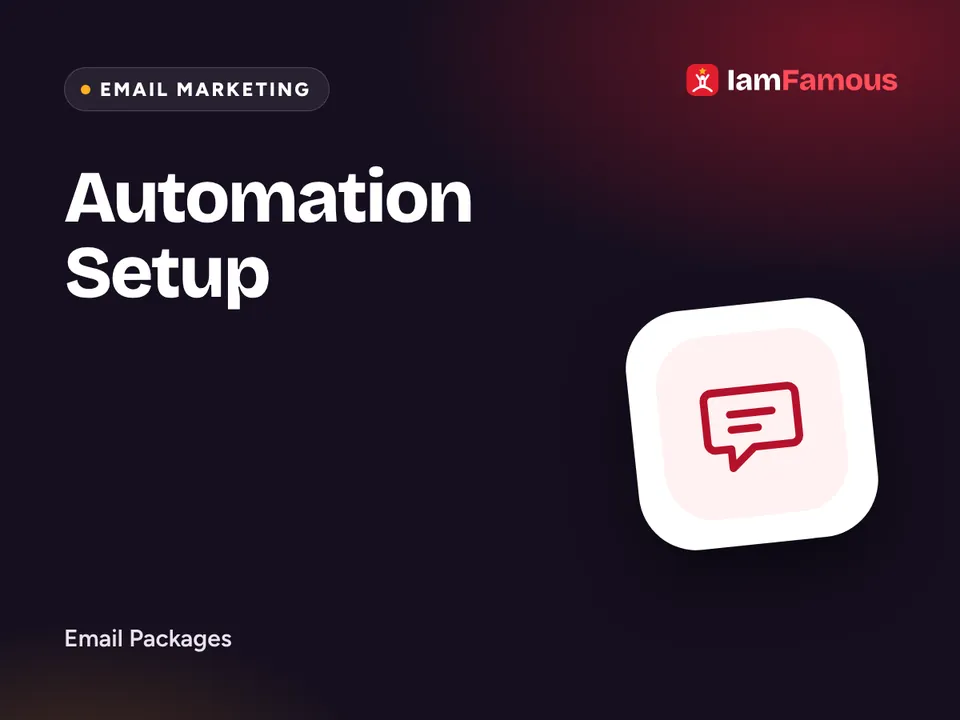 EMAIL MARKETING
IamFamous
Automation
Setup
Email Packages